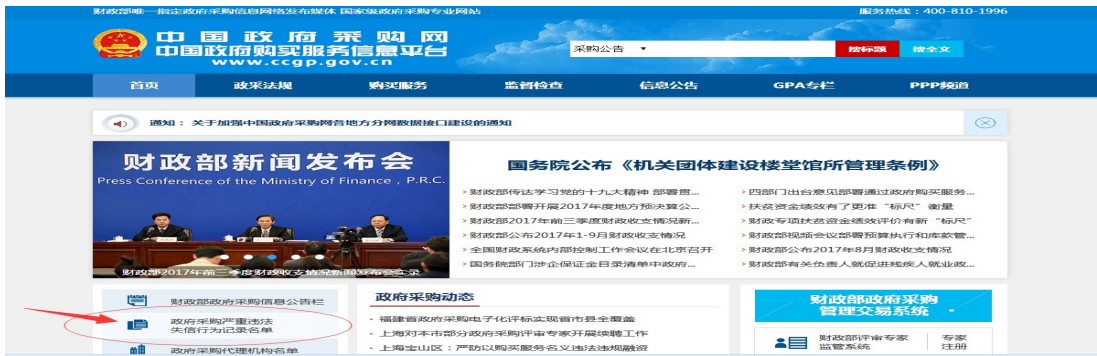 财政部唯一指定政府采购信息网络发布媒体 国家级政府采购专业网站
服务热线：400-810-1996
中国政府采购网
中国政府购买服务信息平台
www.ccgp.gov.cn
采购公告
搜标题
搜全文
首页
政采法规
购买服务
监督检查
信息公告
GPA专栏
PPP频道
通知：关于加强中国政府采购网各地方分网数据接口建设的通知
财政部新闻发布会
Press Conference of the Ministry of Finance , P.R.C.
财政部2017年前三季度财政收支情况新闻发布会实录
国务院公布《机关团体建设楼堂馆所管理条例》
财政部传达学习党的十九大精神 部署贯...
四部门出台意见部署通过政府购买服务...
财政部部署开展2017年度地方预决算公...
扶贫资金绩效有了更准“标尺”衡量
财政部2017年前三季度财政收支情况新...
财政专项扶贫资金绩效评价有新“标尺”
财政部公布2017年1-9月财政收支情况
财政部视频会议部署预算执行和库款管...
全国财政系统内部控制工作会议在北京召开
财政部公布2017年8月财政收支情况
国务院部门涉企保证金目录清单中政府...
财政部有关负责人就促进残疾人就业政...
财政部政府采购信息公告栏
政府采购严重违法
失信行为记录名单
政府采购代理机构名单
政府采购动态
福建省政府采购电子化评标实现省市县全覆盖
上海对本市部分政府采购评审专家开展续聘工作
上海宝山区：严防以购买服务名义违法违规融资
财政部政府采购
管理交易系统
财政部评审专家
监管系统
专家
注册